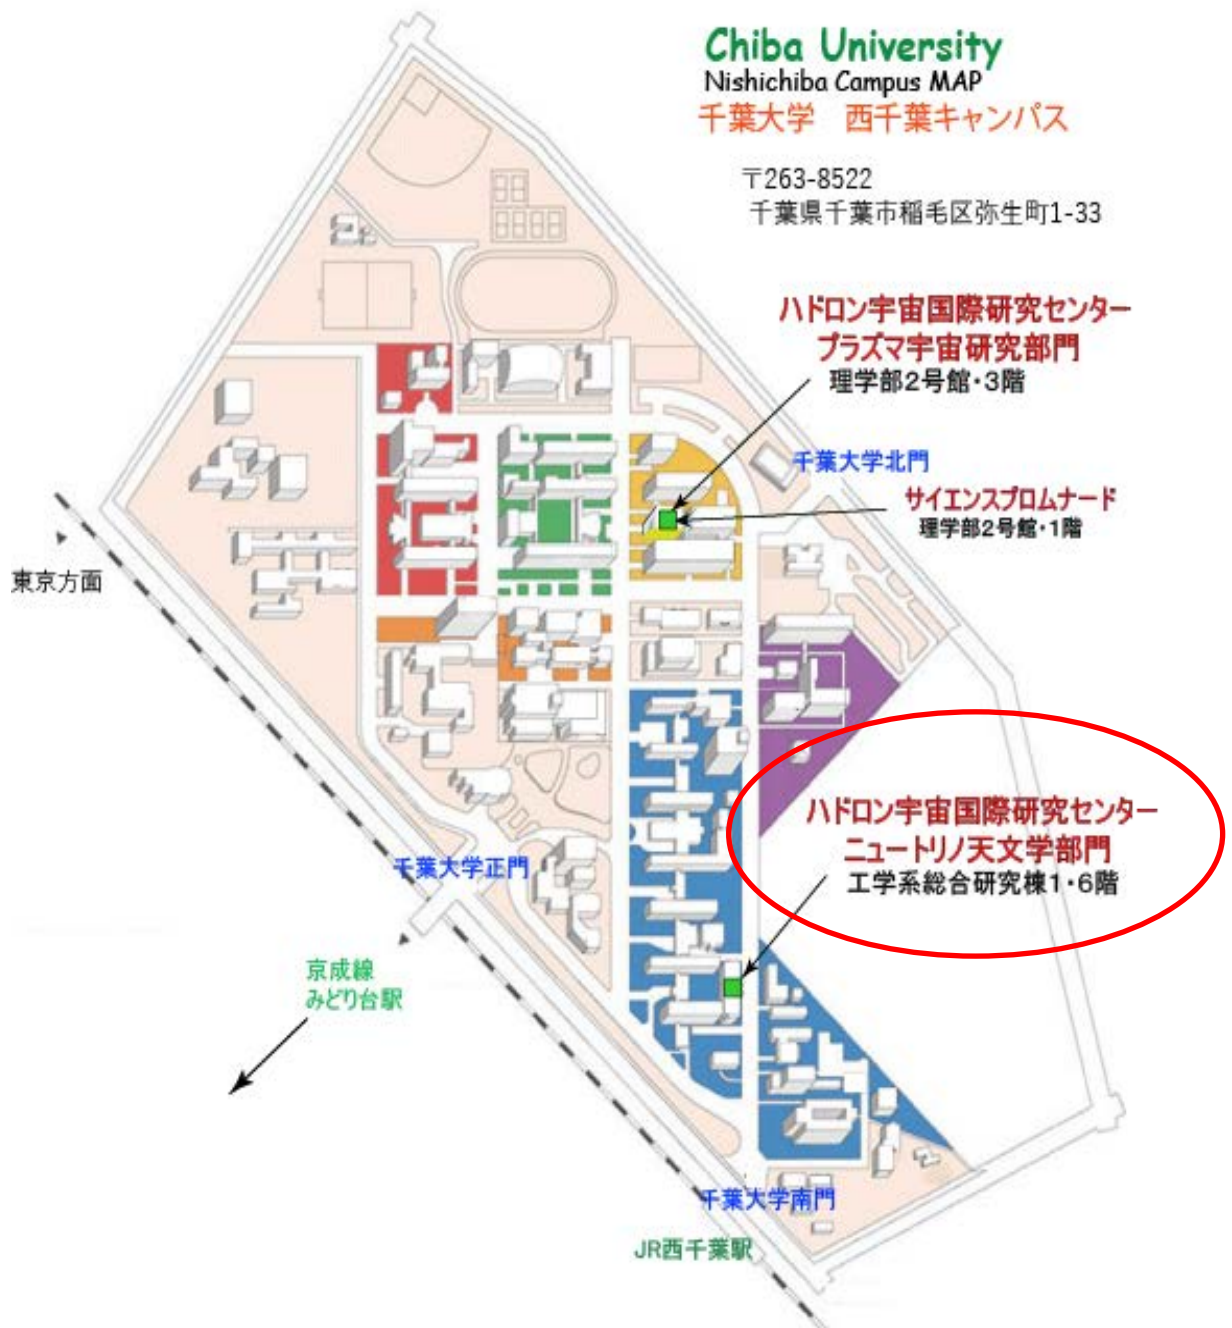 Chiba University
Nishichiba Campus MAP
千葉大学　西千葉キャンパス
〒263-8522
千葉県千葉市稲毛区弥生町1-33
ハドロン宇宙国際研究センター
プラズマ宇宙研究部門
理学部2号館・3階
千葉大学北門
サイエンスプロムナード
理学部2号館・1階
東京方面
ハドロン宇宙国際研究センター
ニュートリノ天文学部門
工学系総合研究棟1・6階
千葉大学正門
京成線
みどり台駅
千葉大学南門
JR西千葉駅